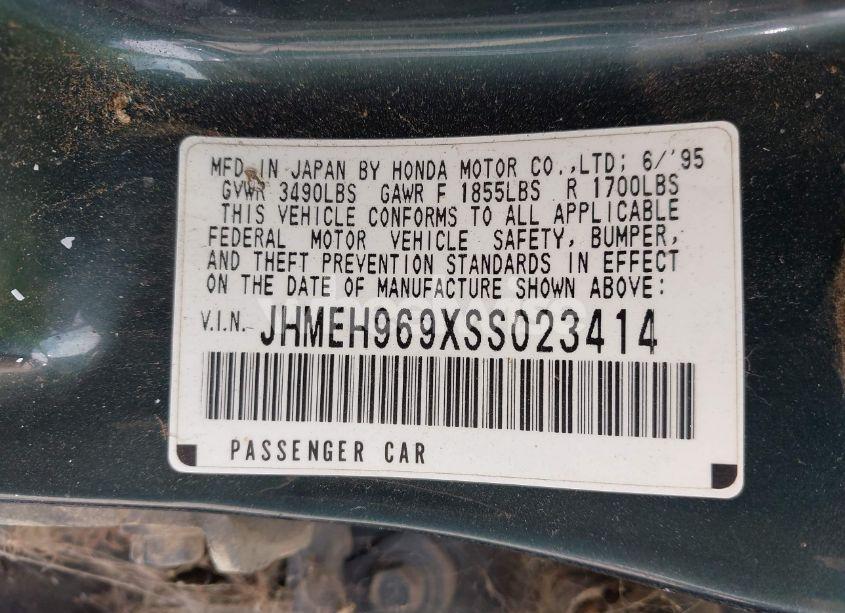 MFD. IN JAPAN BY HONDA MOTOR CO.,LTD; 6/'95
GVWR 3490LBS GAWR F 1855LBS R 1700LBS
THIS VEHICLE CONFORMS TO ALL APPLICABLE
FEDERAL MOTOR VEHICLE SAFETY, BUMPER,
AND THEFT PREVENTION STANDARDS IN EFFECT
ON THE DATE OF MANUFACTURE SHOWN ABOVE:
V.I.N. JHMEH969XSS023414
PASSENGER CAR